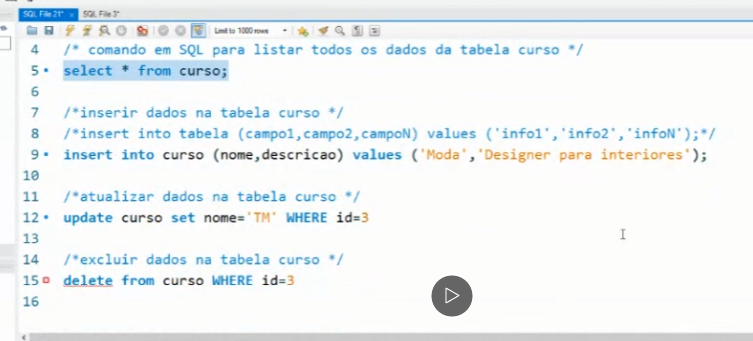 SQL File 21* SQL File 3*
Limit to 1000 rows
4 /* comando em SQL para listar todos os dados da tabela curso */
5 select * from curso;
6
7 /*inserir dados na tabela curso */
8 /*insert into tabela (campo1,campo2,campoN) values ('info1','info2','infoN');*/
9 insert into curso (nome,descricao) values ('Moda','Designer para interiores');
10
11 /*atualizar dados na tabela curso */
12 update curso set nome='TM' WHERE id=3
13
14 /*excluir dados na tabela curso */
15 delete from curso WHERE id=3
16